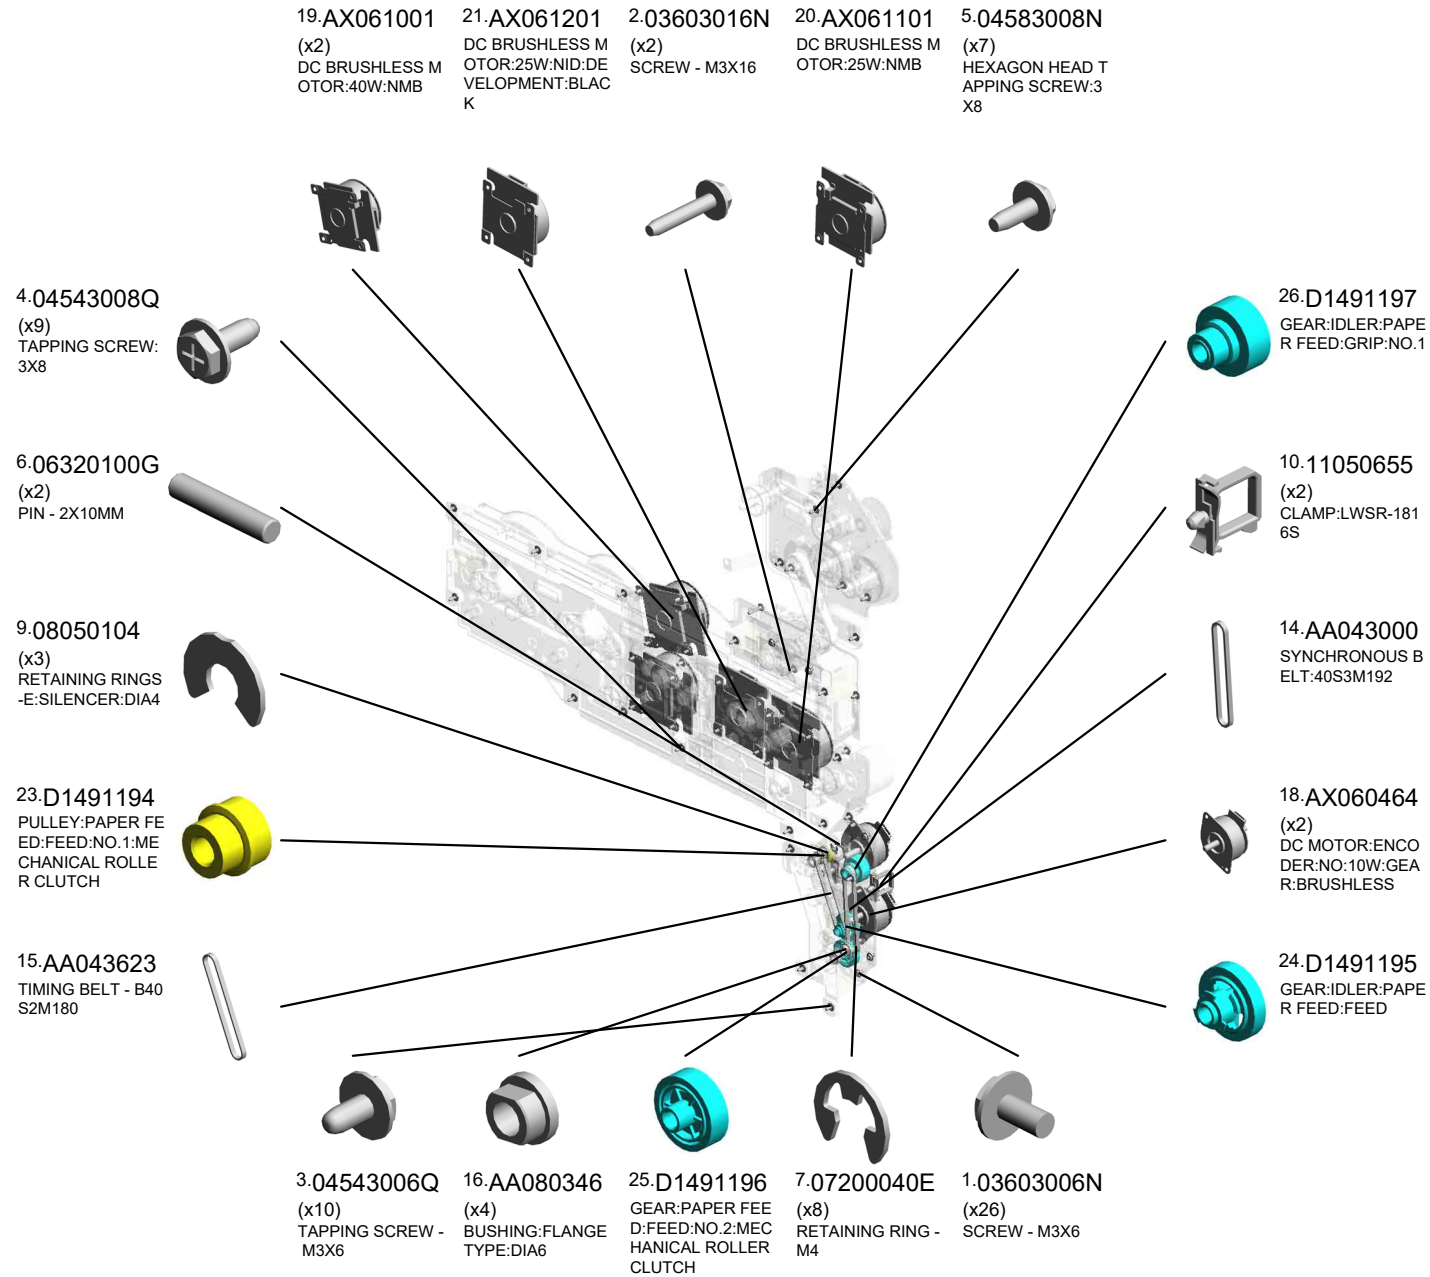 19.AX061001
(x2)
DC BRUSHLESS M
OTOR:40W:NMB
21.AX061201
DC BRUSHLESS M
OTOR:25W:NID:DE
VELOPMENT:BLAC
K
2.03603016N
(x2)
SCREW - M3X16
20.AX061101
DC BRUSHLESS M
OTOR:25W:NMB
5.04583008N
(x7)
HEXAGON HEAD T
APPING SCREW:3
X8
4.04543008Q
(x9)
TAPPING SCREW:
3X8
26.D1491197
GEAR:IDLER:PAPE
R FEED:GRIP:NO.1
6.06320100G
(x2)
PIN - 2X10MM
10.11050655
(x2)
CLAMP:LWSR-181
6S
9.08050104
(x3)
RETAINING RINGS
-E:SILENCER:DIA4
14.AA043000
SYNCHRONOUS B
ELT:40S3M192
23.D1491194
PULLEY:PAPER FE
ED:FEED:NO.1:ME
CHANICAL ROLLE
R CLUTCH
18.AX060464
(x2)
DC MOTOR:ENCO
DER:NO:10W:GEA
R:BRUSHLESS
15.AA043623
TIMING BELT - B40
S2M180
24.D1491195
GEAR:IDLER:PAPE
R FEED:FEED
3.04543006Q
(x10)
TAPPING SCREW -
M3X6
16.AA080346
(x4)
BUSHING:FLANGE
TYPE:DIA6
25.D1491196
GEAR:PAPER FEE
D:FEED:NO.2:MEC
HANICAL ROLLER
CLUTCH
7.07200040E
(x8)
RETAINING RING -
M4
1.03603006N
(x26)
SCREW - M3X6